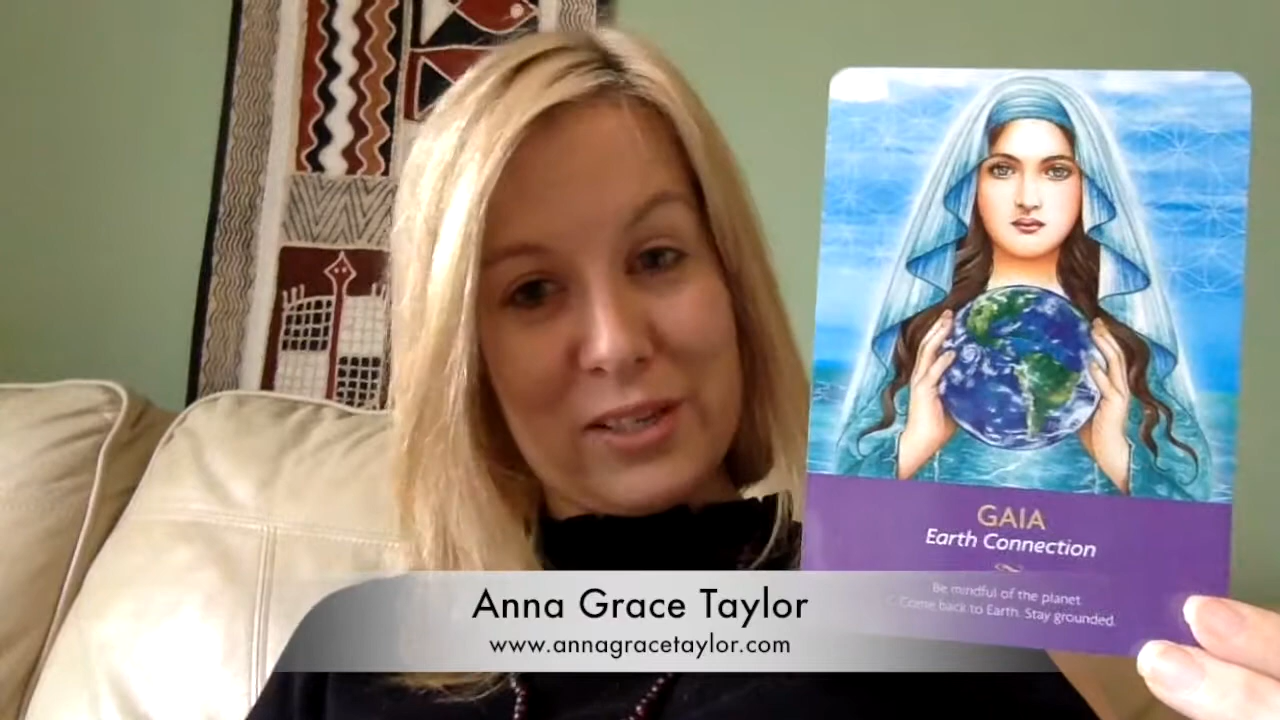 GAIA
Earth Connection
Be mindful of the planet
Come back to Earth. Stay grounded.
Anna Grace Taylor
www.annagracetaylor.com